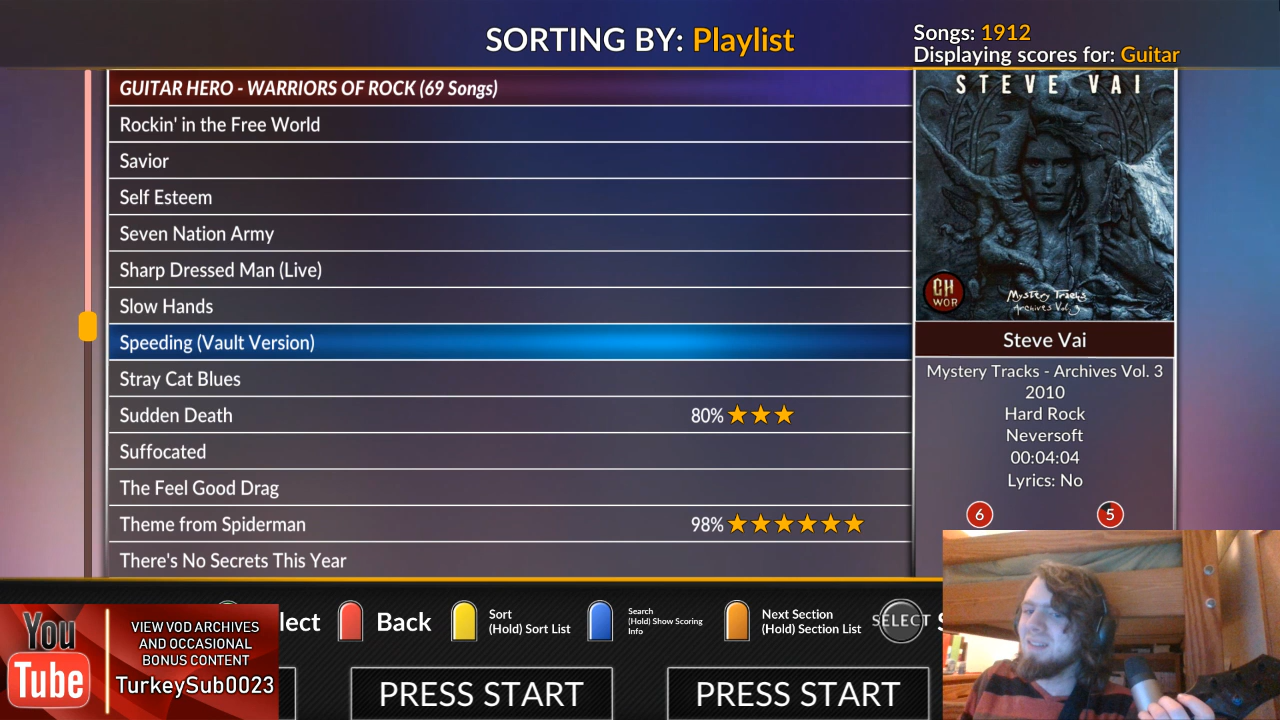 SORTING BY: Playlist
Songs: 1912
Displaying scores for: Guitar
GUITAR HERO - WARRIORS OF ROCK (69 Songs)
Rockin' in the Free World
Savior
Self Esteem
Seven Nation Army
Sharp Dressed Man (Live)
Slow Hands
Speeding (Vault Version)
Stray Cat Blues
Sudden Death 80%
Suffocated
The Feel Good Drag
Theme from Spiderman 98%
There's No Secrets This Year
STEVE VAI
GH
WOR
Mystery Tracks
Archives Vol. 3
Steve Vai
Mystery Tracks - Archives Vol. 3
2010
Hard Rock
Neversoft
00:04:04
Lyrics: No
6 5
lect
Back
Sort
(Hold) Sort List
Search
(Hold) Show Scoring
Info
Next Section
(Hold) Section List
SELECT S
You
Tube
VIEW VOD ARCHIVES
AND OCCASIONAL
BONUS CONTENT
TurkeySub0023
PRESS START
PRESS START